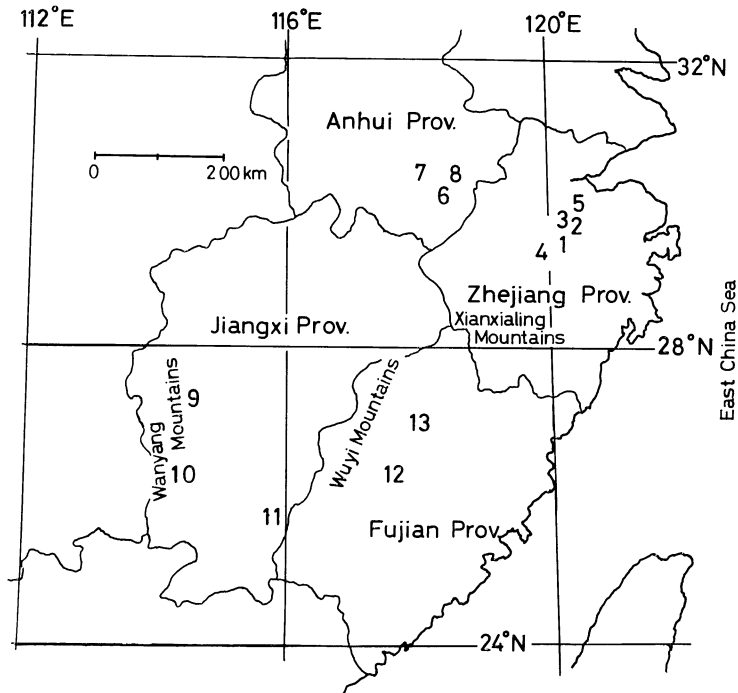 112°E 116°E 120°E
32°N
Anhui Prov.
0 200 km
7 8
6
5
3 2
1
4
Zhejiang Prov.
Jiangxi Prov.
Xianxialing
Mountains
28°N
East China Sea
Wanyang
Mountains
9
Wuyi Mountains
13
10
12
11
Fujian Prov.
24°N